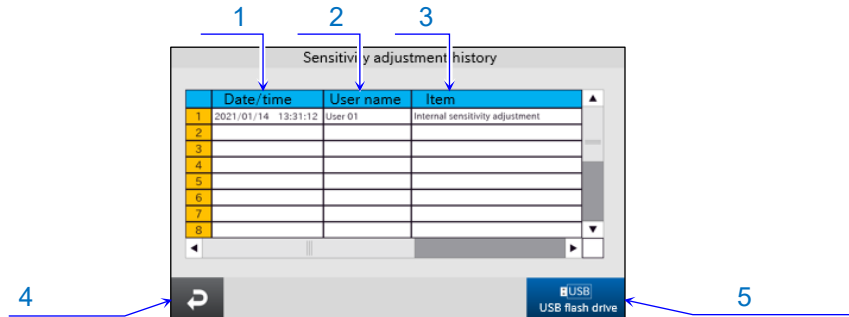 1 2 3
Sensitivity adjustment history
Date/time User name Item
1 2021/01/14 13:31:12 User 01 Internal sensitivity adjustment
2
3
4
5
6
7
8
4
USB
USB flash drive
5